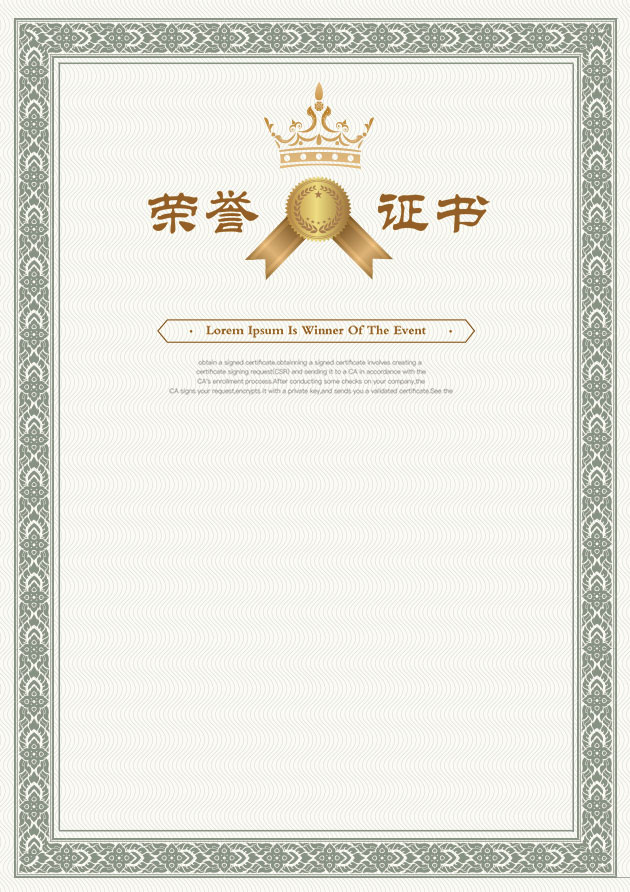 荣誉证书
· Lorem Ipsum Is Winner Of The Event ·
obtain a signed certificate.obtainning a signed certificate involves creating a
certificate signing request(CSR) and sending it to a CA in accordance with the
CA's enrollment proccess.After conducting some checks on your company,the
CA signs your request,encrypts it with a private key,and sends you a validated certificate.See the